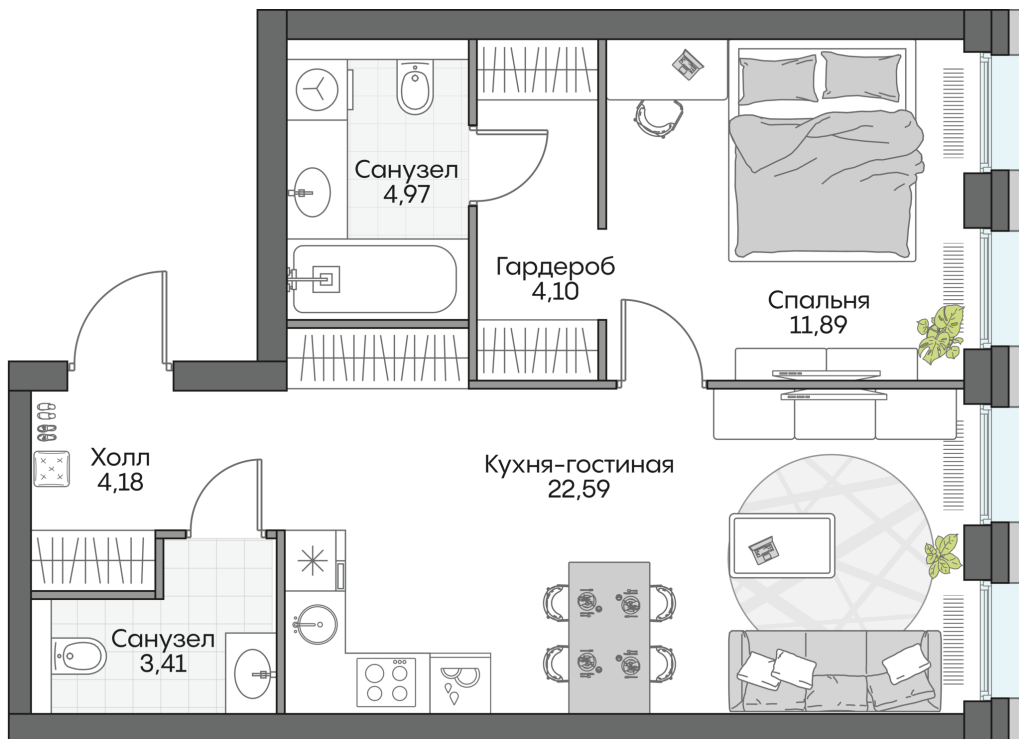 Санузел
4,97
Гардероб
4,10
Спальня
11,89
Холл
4,18
Кухня-гостиная
22,59
Санузел
3,41